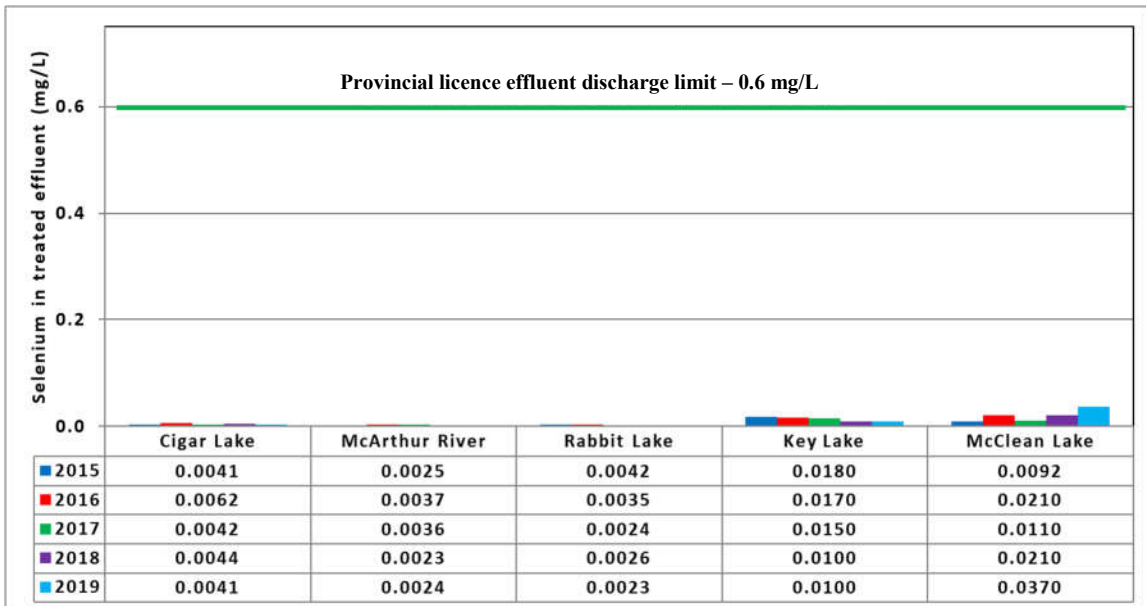 Selenium in treated effluent (mg/L)
Provincial licence effluent discharge limit – 0.6 mg/L
0.6
0.4
0.2
0.0
Cigar Lake McArthur River Rabbit Lake Key Lake McClean Lake
2015 0.0041 0.0025 0.0042 0.0180 0.0092
2016 0.0062 0.0037 0.0035 0.0170 0.0210
2017 0.0042 0.0036 0.0024 0.0150 0.0110
2018 0.0044 0.0023 0.0026 0.0100 0.0210
2019 0.0041 0.0024 0.0023 0.0100 0.0370